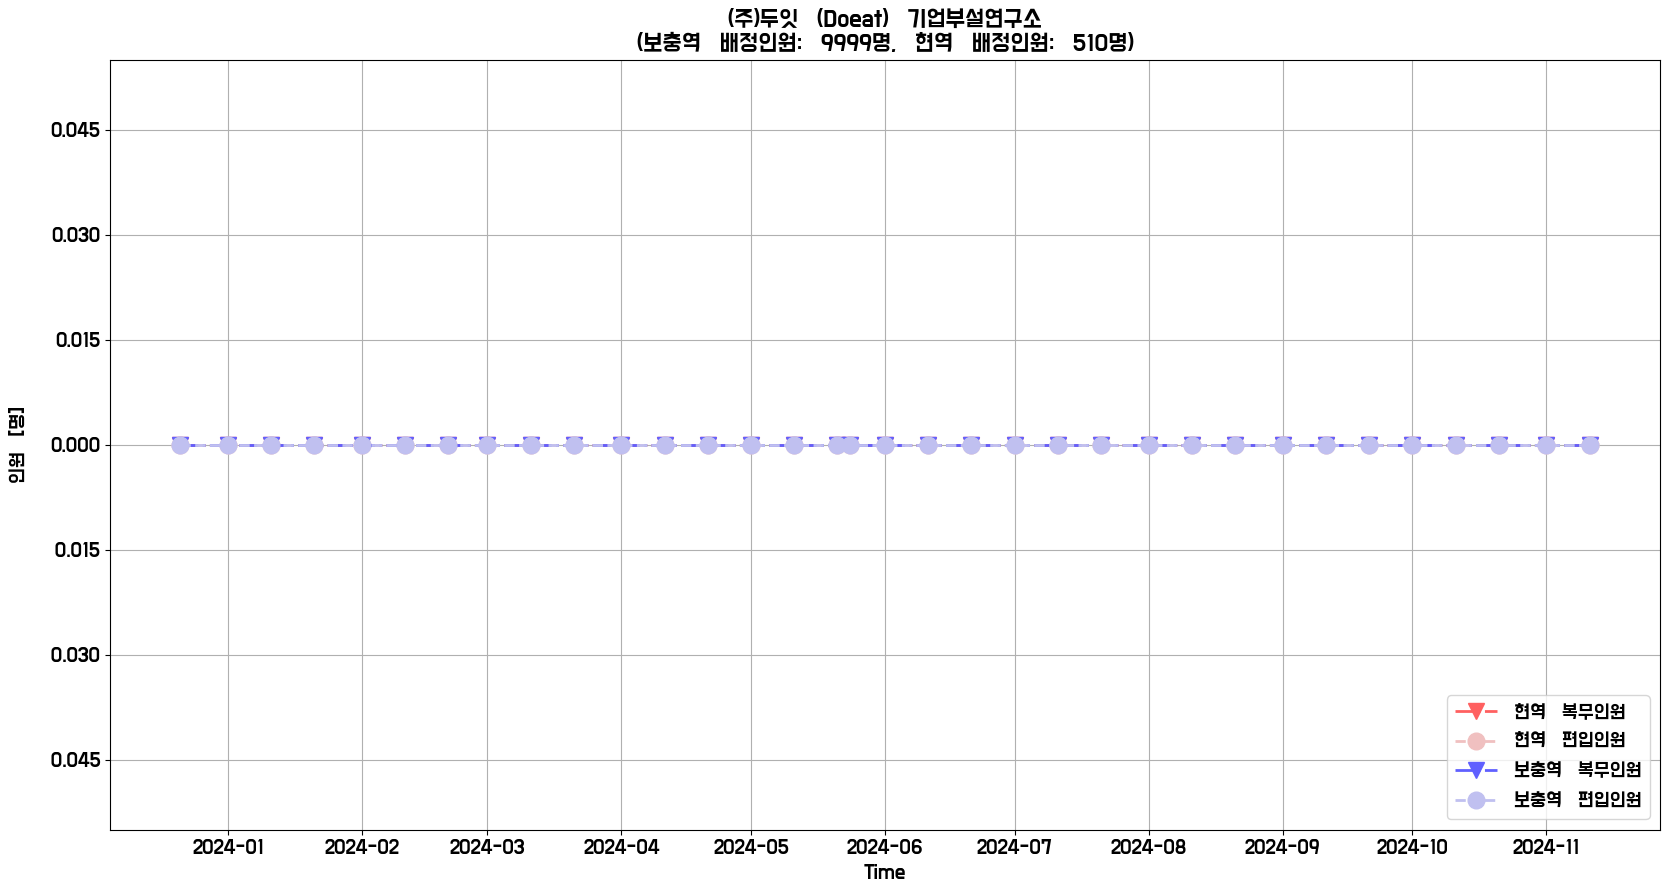 (주)두잇 (Doeat) 기업부설연구소
(보충역 배정인원: 9999명, 현역 배정인원: 510명)
0.045
0.030
0.015
0.000
0.015
0.030
0.045
인원 [명]
현역 복무인원
현역 편입인원
보충역 복무인원
보충역 편입인원
2024-01 2024-02 2024-03 2024-04 2024-05 2024-06 2024-07 2024-08 2024-09 2024-10 2024-11
Time